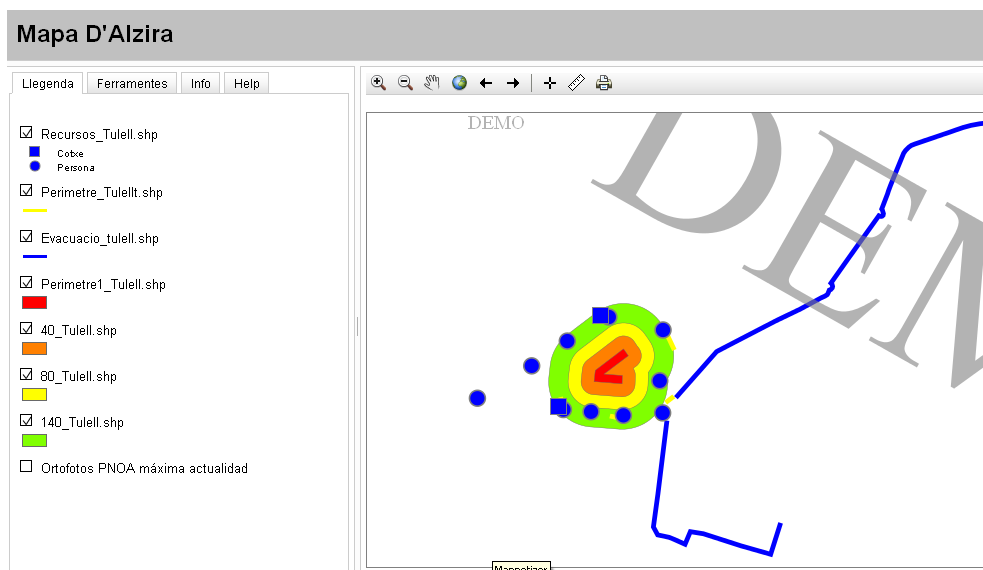 Mapa D'Alzira
Llegenda Ferramentes Info Help
Recursos_Tulell.shp
Cotxe
Persona
Perimetre_Tulellt.shp
Evacuacio_tulell.shp
Perimetre1_Tulell.shp
40_Tulell.shp
80_Tulell.shp
140_Tulell.shp
Ortofotos PNOA máxima actualidad
DEMO
DEM